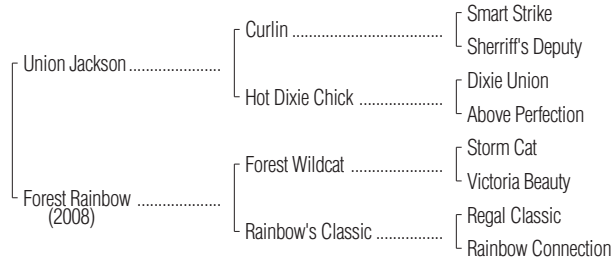 Smart Strike
Curlin ....................................
Sherriff's Deputy
Union Jackson .....................
Dixie Union
Hot Dixie Chick ...................
Above Perfection
Storm Cat
Forest Wildcat .....................
Victoria Beauty
Forest Rainbow ...................
(2008)
Regal Classic
Rainbow's Classic ...............
Rainbow Connection